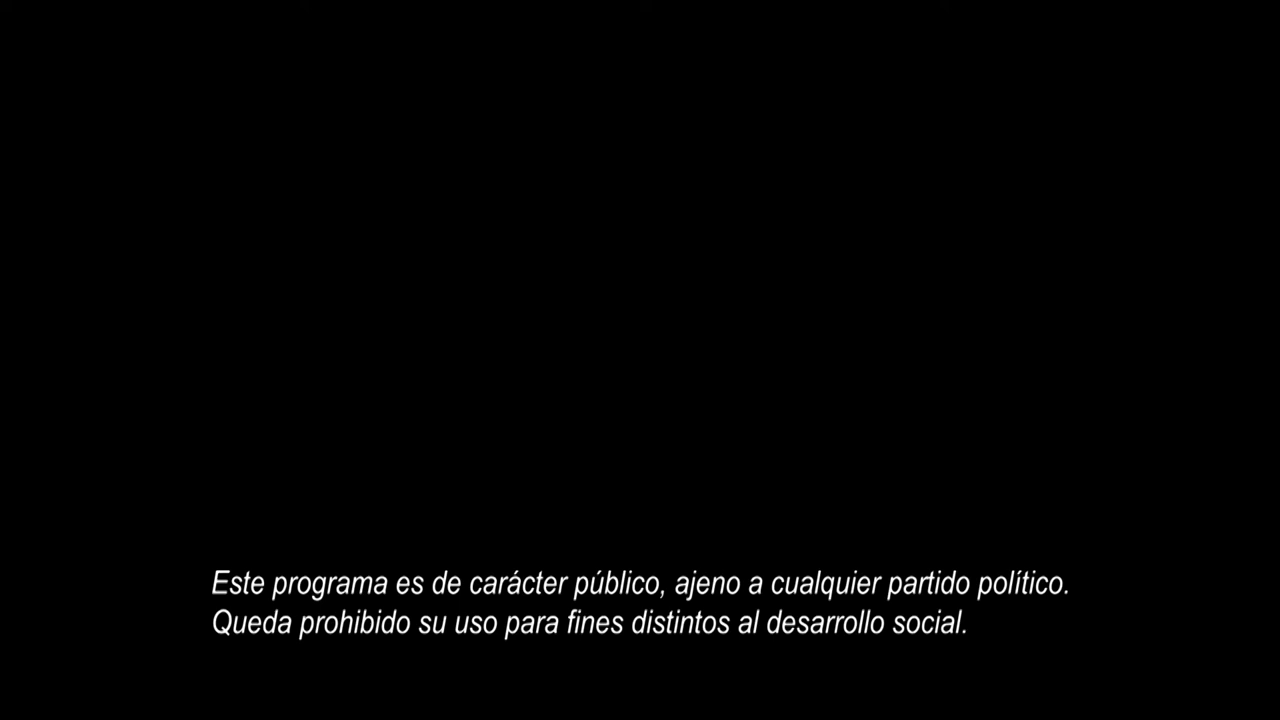 Este programa es de carácter público, ajeno a cualquier partido político.
Queda prohibido su uso para fines distintos al desarrollo social.